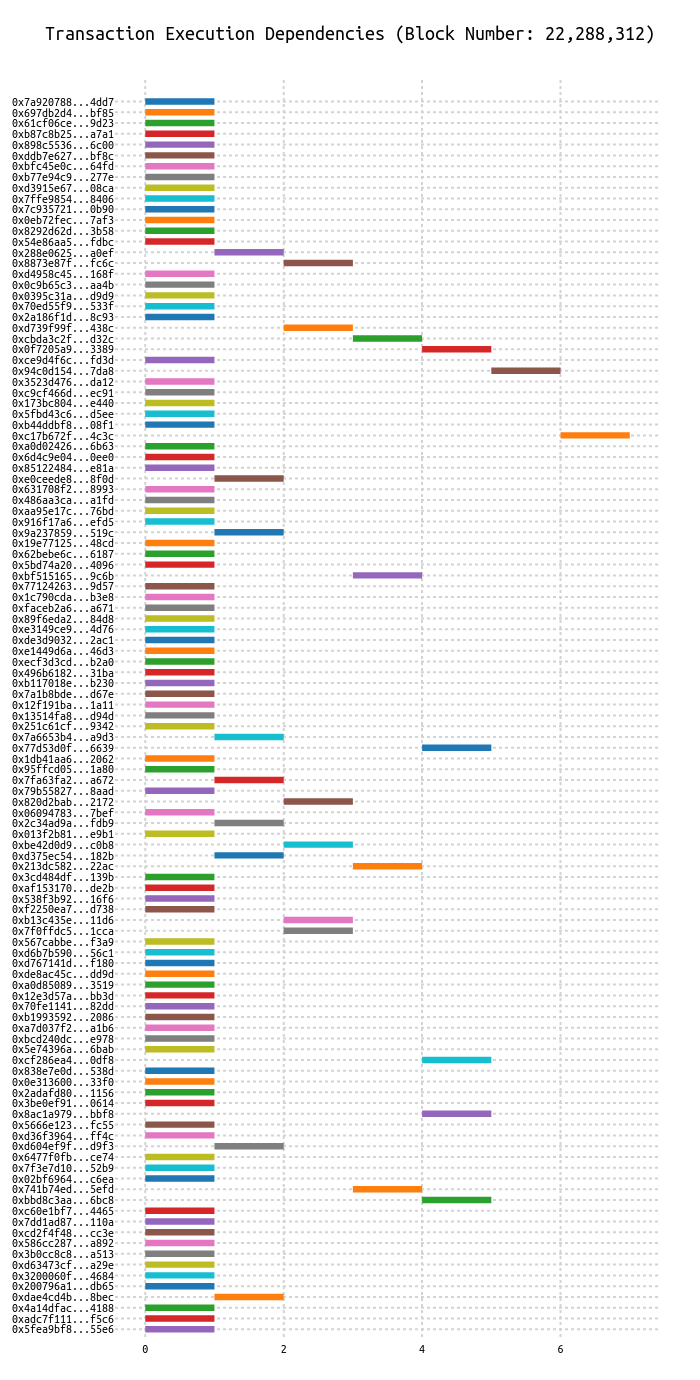 Transaction Execution Dependencies (Block Number: 22,288,312)
0x7a920788...4dd7
0x697db2d4...bf85
0x61cf06ce...9d23
0xb87c8b25...a7a1
0x898c5536...6c00
0xddb7e627...bf8c
0xbfc45e0c...64fd
0xb77e94c9...277e
0xd3915e67...08ca
0x7ffe9854...8406
0x7c935721...0b90
0x0eb72fec...7af3
0x8292d62d...3b58
0x54e86aa5...fdbc
0x288e0625...a0ef
0x8873e87f...fc6c
0xd4958c45...168f
0x0c9b65c3...aa4b
0x0395c31a...d9d9
0x70ed55f9...533f
0x2a186f1d...8c93
0xd739f99f...438c
0xcbda3c2f...d32c
0x0f7205a9...3389
0xce9d4f6c...fd3d
0x94c0d154...7da8
0x3523d476...da12
0xc9cf466d...ec91
0x173bc804...e440
0x5fbd43c6...d5ee
0xb44ddbf8...08f1
0xc17b672f...4c3c
0xa0d02426...6b63
0x6d4c9e04...0ee0
0x85122484...e81a
0xe0ceede8...8f0d
0x631708f2...8993
0x486aa3ca...a1fd
0xaa95e17c...76bd
0x916f17a6...efd5
0x9a237859...519c
0x19e77125...48cd
0x62bebe6c...6187
0x5bd74a20...4096
0xbf515165...9c6b
0x77124263...9d57
0x1c790cda...b3e8
0xfaceb2a6...a671
0x89f6eda2...84d8
0xe3149ce9...4d76
0xde3d9032...2ac1
0xe1449d6a...46d3
0xecf3d3cd...b2a0
0x496b6182...31ba
0xb117018e...b230
0x7a1b8bde...d67e
0x12f191ba...1a11
0x13514fa8...d94d
0x251c61cf...9342
0x7a6653b4...a9d3
0x77d53d0f...6639
0x1db41aa6...2062
0x95ffcd05...1a80
0x7fa63fa2...a672
0x79b55827...8aad
0x820d2bab...2172
0x06094783...7bef
0x2c34ad9a...fdb9
0x013f2b81...e9b1
0xbe42d0d9...c0b8
0xd375ec54...182b
0x213dc582...22ac
0x3cd484df...139b
0xaf153170...de2b
0x538f3b92...16f6
0xf2250ea7...d738
0xb13c435e...11d6
0x7f0ffdc5...1cca
0x567cabbe...f3a9
0xd6b7b590...56c1
0xd767141d...f180
0xde8ac45c...dd9d
0xa0d85089...3519
0x12e3d57a...bb3d
0x70fe1141...82dd
0xb1993592...2086
0xa7d037f2...a1b6
0xbcd240dc...e978
0x5e74396a...6bab
0xcf286ea4...0df8
0x838e7e0d...538d
0x0e313600...33f0
0x2adafd80...1156
0x3be0ef91...0614
0x8ac1a979...bbf8
0x5666e123...fc55
0xd36f3964...ff4c
0xd604ef9f...d9f3
0x6477f0fb...ce74
0x7f3e7d10...52b9
0x02bf6964...c6ea
0x741b74ed...5efd
0xbbd8c3aa...6bc8
0xc60e1bf7...4465
0x7dd1ad87...110a
0xcd2f4f48...cc3e
0x586cc287...a892
0x3b0cc8c8...a513
0xd63473cf...a29e
0x3200060f...4684
0x200796a1...db65
0xdae4cd4b...8bec
0x4a14dfac...4188
0xadc7f111...f5c6
0x5fea9bf8...55e6
0 2 4 6